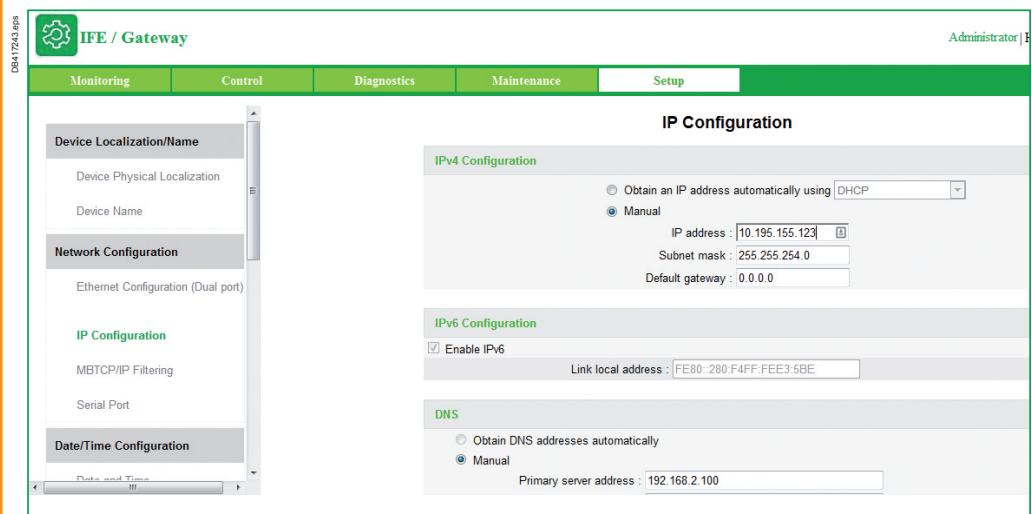 DB417243.eps
IFE / Gateway
Administrator|
Monitoring Control Diagnostics Maintenance Setup
Device Localization/Name
Device Physical Localization
Device Name
Network Configuration
Ethernet Configuration (Dual port)
IP Configuration
MBTCP/IP Filtering
Serial Port
Date/Time Configuration
Date and Time
IP Configuration
IPv4 Configuration
Obtain an IP address automatically using DHCP
Manual
IP address : 10.195.155.123
Subnet mask : 255.255.254.0
Default gateway : 0.0.0.0
IPv6 Configuration
Enable IPv6
Link local address : FE80::280:F4FF:FEE3:5BE
DNS
Obtain DNS addresses automatically
Manual
Primary server address : 192.168.2.100